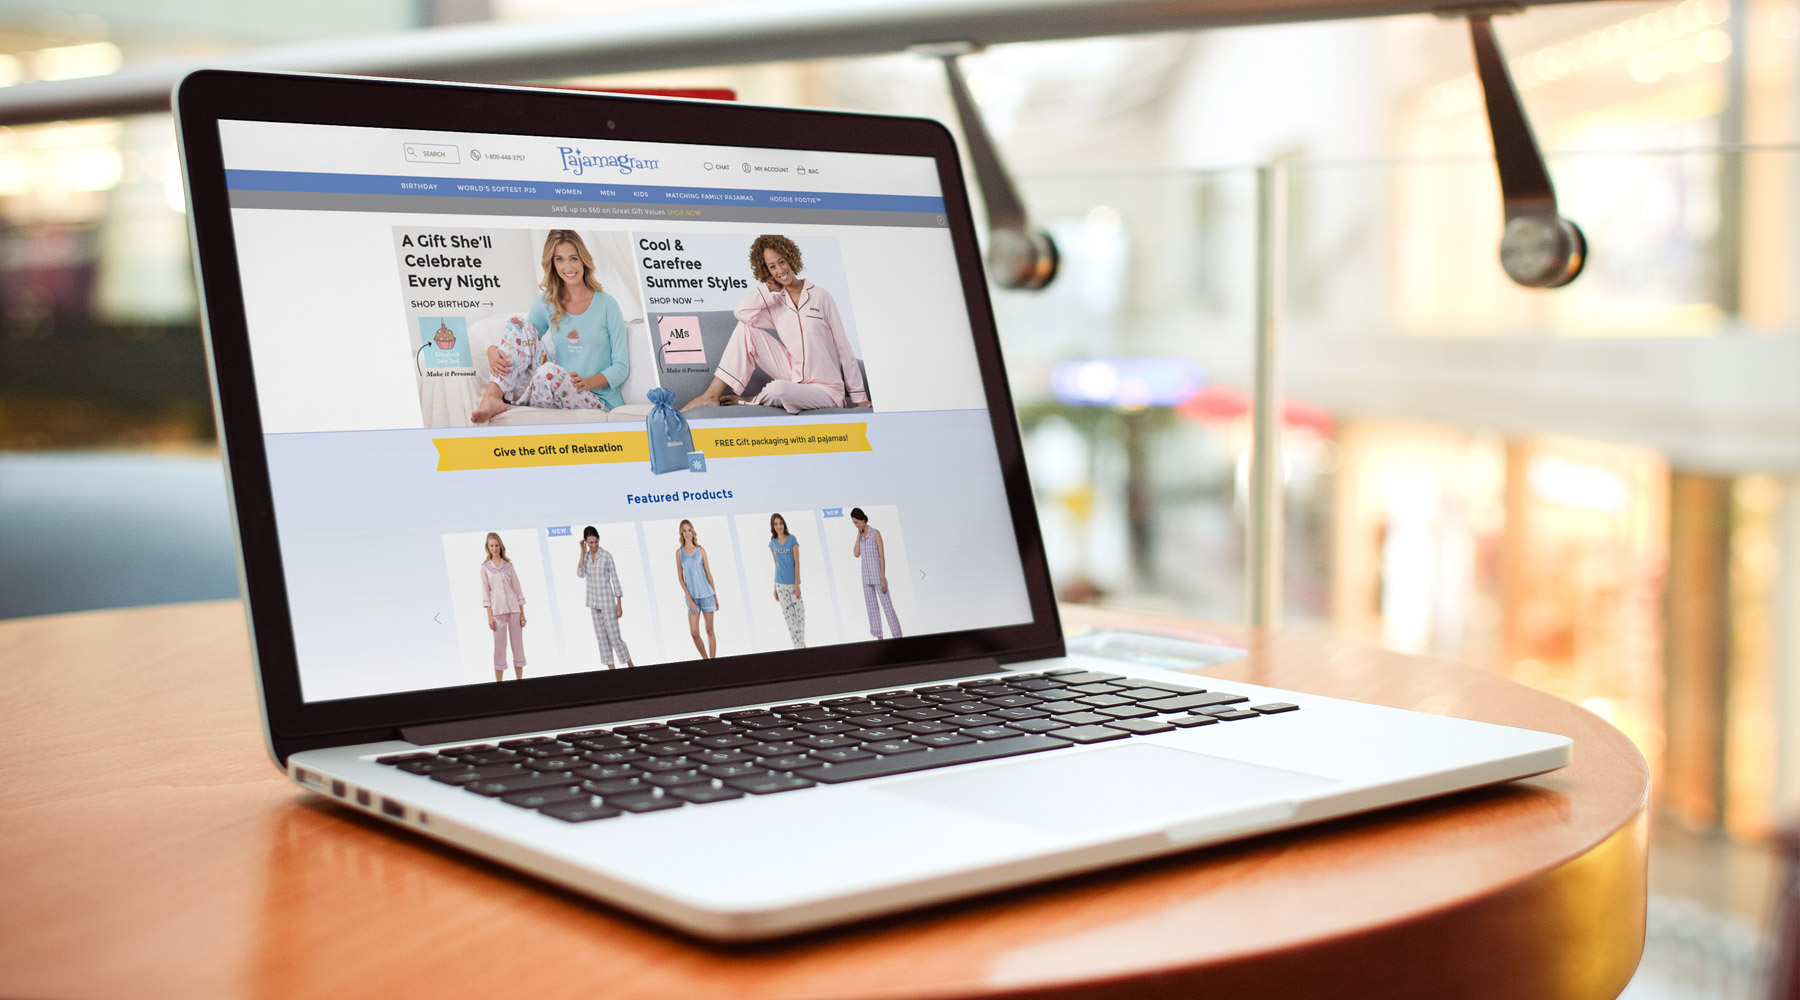 SEARCH
1-800-448-3757
Pajamagram
CHAT
MY ACCOUNT
BAG
BIRTHDAY
WORLD'S SOFTEST PJS
WOMEN
MEN
KIDS
MATCHING FAMILY PAJAMAS
HOODIE FOOTIE™
SAVE up to $60 on Great Gift Values SHOP NOW
A Gift She'll
Celebrate
Every Night
SHOP BIRTHDAY
Make it Personal
Cool &
Carefree
Summer Styles
SHOP NOW
AMS
Make it Personal
Give the Gift of Relaxation
FREE Gift packaging with all pajamas!
Featured Products
NEW
NEW
DREAM